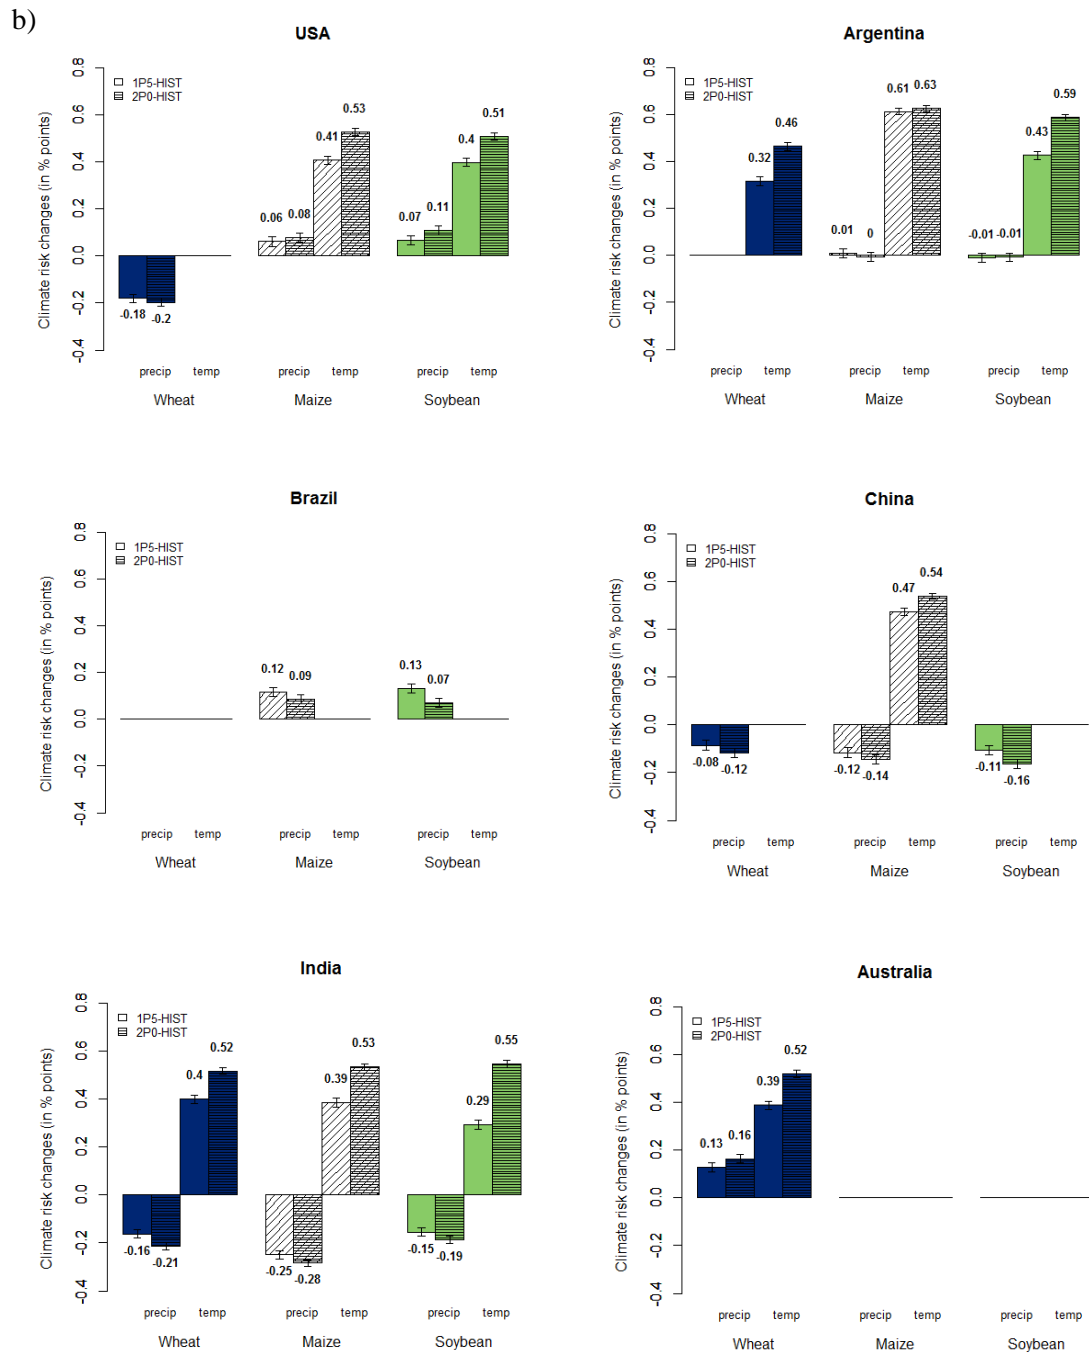 b)
USA
Climate risk changes (in % points)
0.8
0.6
0.4
0.2
0.0
-0.2
-0.4
1P5-HIST
2P0-HIST
-0.18
-0.2
0.06
0.08
0.41
0.53
0.07
0.11
0.4
0.51
precip temp precip temp precip temp
Wheat Maize Soybean
Argentina
Climate risk changes (in % points)
0.8
0.6
0.4
0.2
0.0
-0.2
-0.4
1P5-HIST
2P0-HIST
0.32
0.46
0.01
0
0.61
0.63
-0.01
-0.01
0.43
0.59
precip temp precip temp precip temp
Wheat Maize Soybean
Brazil
Climate risk changes (in % points)
0.8
0.6
0.4
0.2
0.0
-0.2
-0.4
1P5-HIST
2P0-HIST
0.12
0.09
0.13
0.07
precip temp precip temp precip temp
Wheat Maize Soybean
China
Climate risk changes (in % points)
0.8
0.6
0.4
0.2
0.0
-0.2
-0.4
1P5-HIST
2P0-HIST
-0.08
-0.12
-0.12
-0.14
0.47
0.54
-0.11
-0.16
precip temp precip temp precip temp
Wheat Maize Soybean
India
Climate risk changes (in % points)
0.8
0.6
0.4
0.2
0.0
-0.2
-0.4
1P5-HIST
2P0-HIST
-0.16
-0.21
0.4
0.52
-0.25
-0.28
0.39
0.53
-0.15
-0.19
0.29
0.55
precip temp precip temp precip temp
Wheat Maize Soybean
Australia
Climate risk changes (in % points)
0.8
0.6
0.4
0.2
0.0
-0.2
-0.4
1P5-HIST
2P0-HIST
0.13
0.16
0.39
0.52
precip temp precip temp precip temp
Wheat Maize Soybean